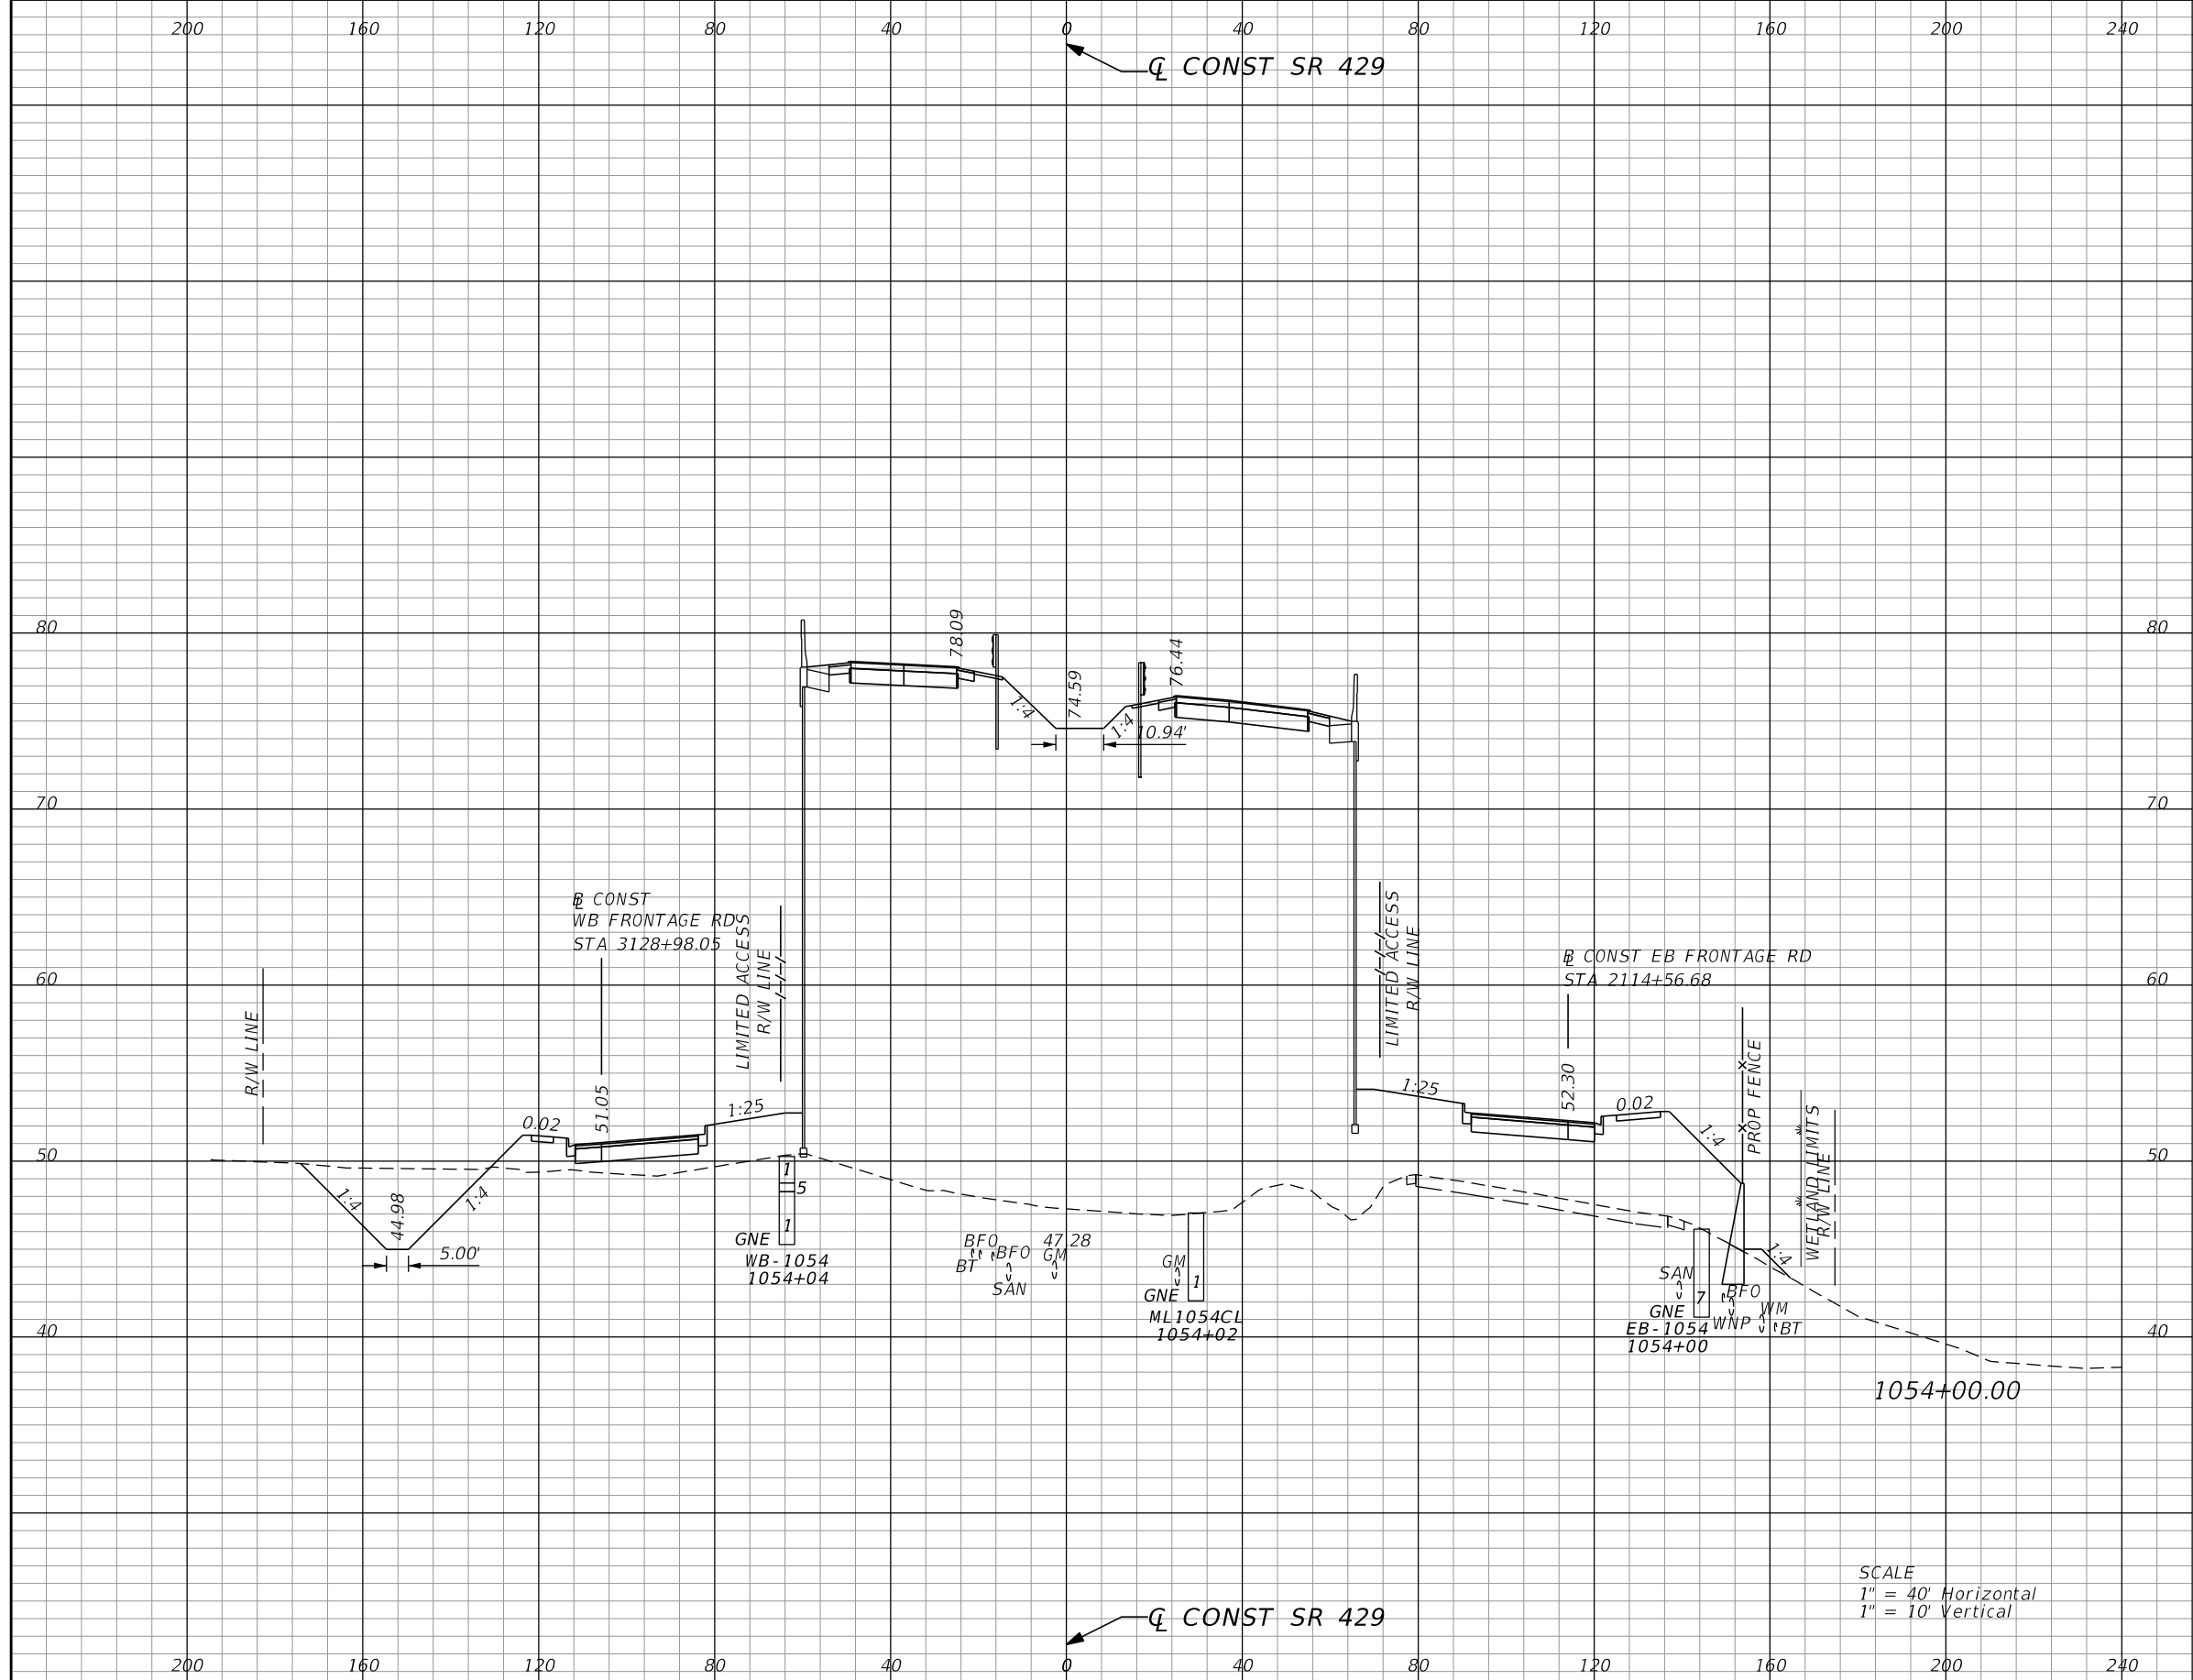 200 160 120 80 40 0 40 80 120 160 200 240
℄ CONST SR 429
80 80
78.09
74.59
76.44
1:4
1:4
10.94'
70 70
B̵L CONST
WB FRONTAGE RD
STA 3128+98.05
LIMITED ACCESS
R/W LINE
LIMITED ACCESS
R/W LINE
B̵L CONST EB FRONTAGE RD
STA 2114+56.68
60 60
R/W LINE
51.05
52.30
PROP FENCE
WETLAND LIMITS
R/W LINE
0.02
1:25
1:25
0.02
1:4
50 50
1:4
44.98
1:4
5.00'
1
5
1
GNE
WB-1054
1054+04
BFO
BT
BFO
SAN
47.28
GM
GM
GNE
1
ML1054CL
1054+02
SAN
7
GNE
EB-1054
1054+00
BFO
WNP
WM
BT
1:4
40 40
1054+00.00
SCALE
1" = 40' Horizontal
1" = 10' Vertical
℄ CONST SR 429
200 160 120 80 40 0 40 80 120 160 200 240